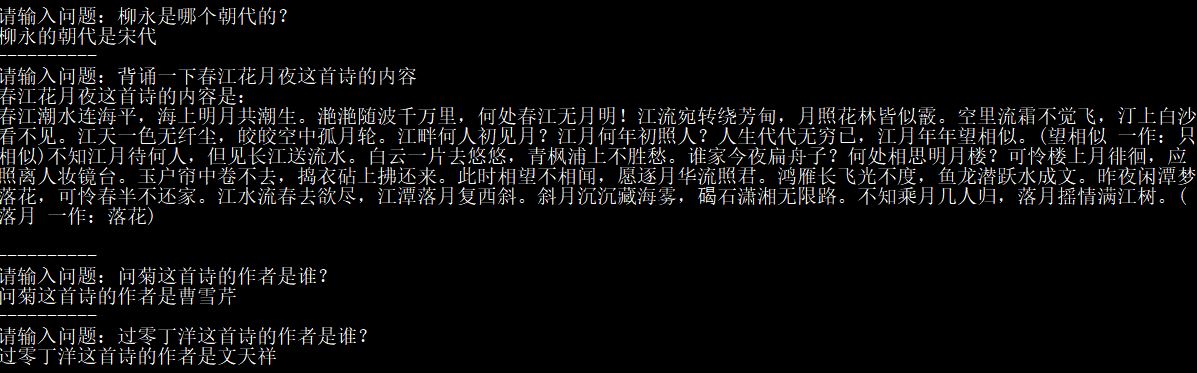 请输入问题：柳永是哪个朝代的？
柳永的朝代是宋代
----------
请输入问题：背诵一下春江花月夜这首诗的内容
春江花月夜这首诗的内容是：
春江潮水连海平，海上明月共潮生。滟滟随波千万里，何处春江无月明！江流宛转绕芳甸，月照花林皆似霰。空里流霜不觉飞，汀上白沙
看不见。江天一色无纤尘，皎皎空中孤月轮。江畔何人初见月？江月何年初照人？人生代代无穷已，江月年年望相似。(望相似 一作：只
相似)不知江月待何人，但见长江送流水。白云一片去悠悠，青枫浦上不胜愁。谁家今夜扁舟子？何处相思明月楼？可怜楼上月徘徊，应
照离人妆镜台。玉户帘中卷不去，捣衣砧上拂还来。此时相望不相闻，愿逐月华流照君。鸿雁长飞光不度，鱼龙潜跃水成文。昨夜闲潭梦
落花，可怜春半不还家。江水流春去欲尽，江潭落月复西斜。斜月沉沉藏海雾，碣石潇湘无限路。不知乘月几人归，落月摇情满江树。(
落月 一作：落花)
----------
请输入问题：问菊这首诗的作者是谁？
问菊这首诗的作者是曹雪芹
----------
请输入问题：过零丁洋这首诗的作者是谁？
过零丁洋这首诗的作者是文天祥